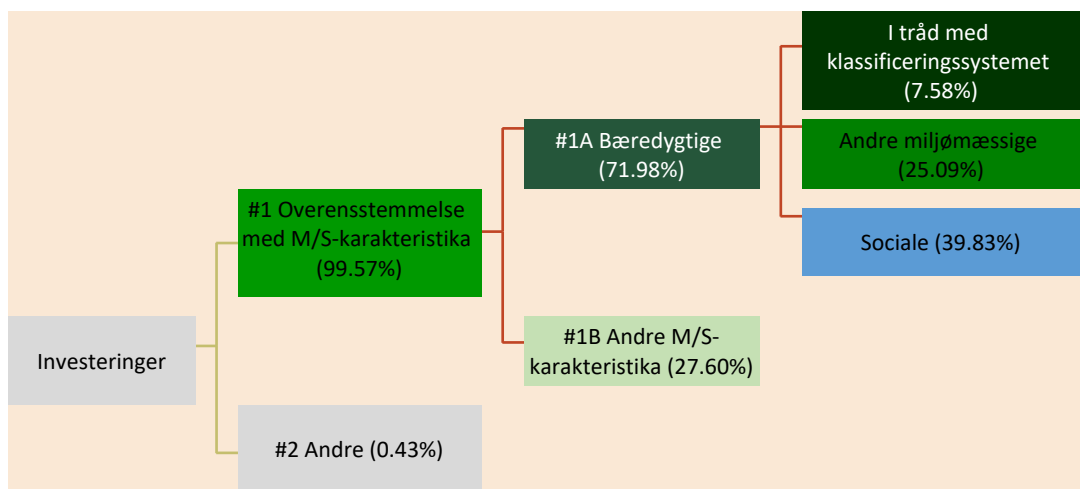 I tråd med
klassificeringssystemet
(7.58%)
#1A Bæredygtige
(71.98%)
Andre miljømæssige
(25.09%)
#1 Overensstemmelse
med M/S-karakteristika
(99.57%)
Sociale (39.83%)
Investeringer
#1B Andre M/S-
karakteristika (27.60%)
#2 Andre (0.43%)